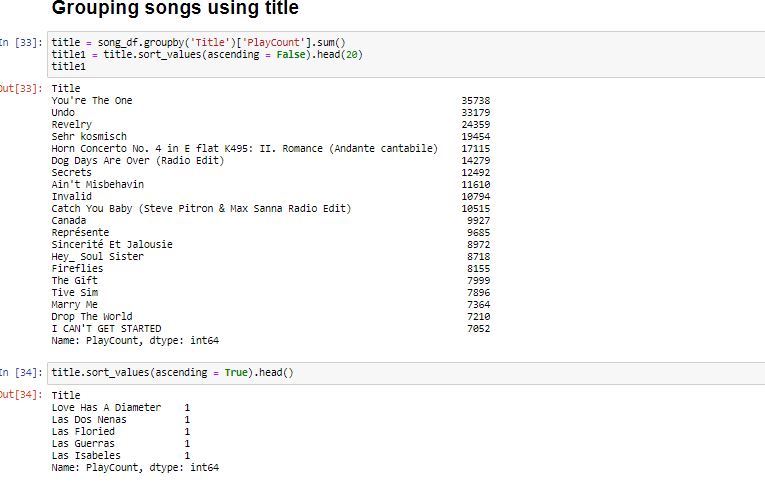 Grouping songs using title
In [33]: title = song_df.groupby('Title')['PlayCount'].sum()
title1 = title.sort_values(ascending = False).head(20)
title1
Out[33]: Title
You're The One 35738
Undo 33179
Revelry 24359
Sehr kosmisch 19454
Horn Concerto No. 4 in E flat K495: II. Romance (Andante cantabile) 17115
Dog Days Are Over (Radio Edit) 14279
Secrets 12492
Ain't Misbehavin 11610
Invalid 10794
Catch You Baby (Steve Pitron & Max Sanna Radio Edit) 10515
Canada 9927
Représente 9685
Sincerité Et Jalousie 8972
Hey_ Soul Sister 8718
Fireflies 8155
The Gift 7999
Tive Sim 7896
Marry Me 7364
Drop The World 7210
I CAN'T GET STARTED 7052
Name: PlayCount, dtype: int64
In [34]: title.sort_values(ascending = True).head()
Out[34]: Title
Love Has A Diameter 1
Las Dos Nenas 1
Las Floried 1
Las Guerras 1
Las Isabeles 1
Name: PlayCount, dtype: int64